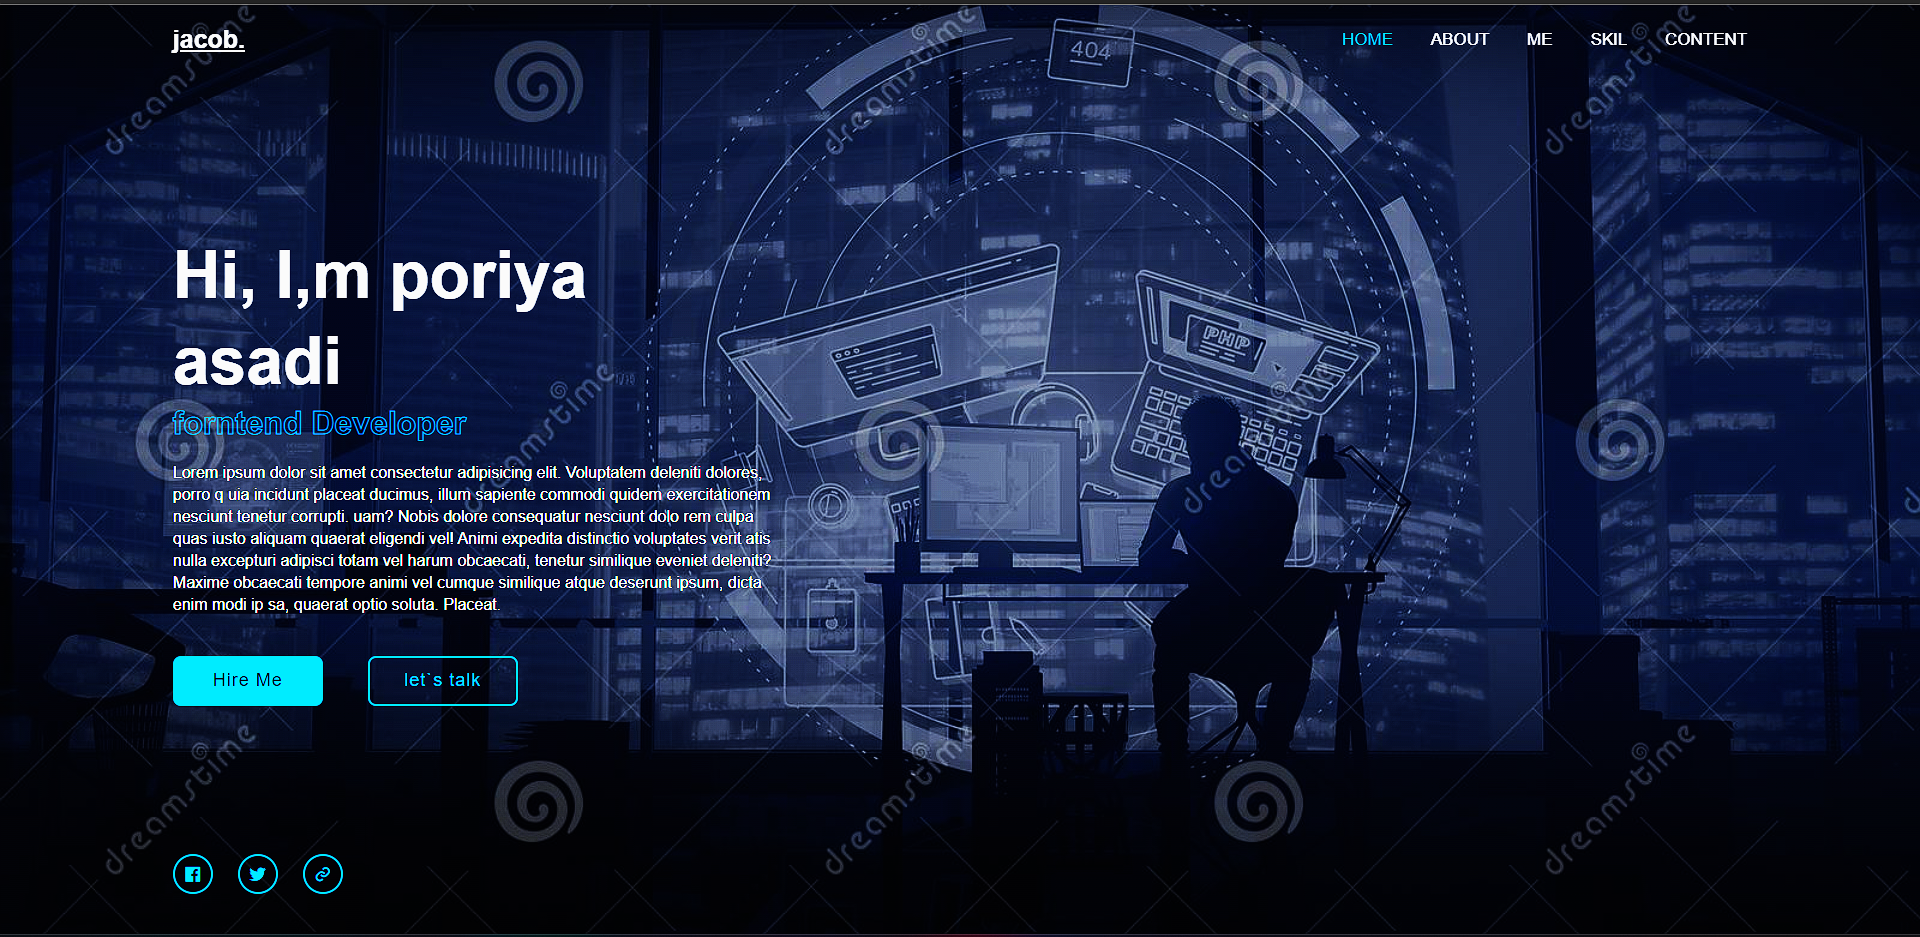 jacob.
HOME ABOUT ME SKIL CONTENT
404
Hi, I,m poriya
asadi
PHP
forntend Developer
Lorem ipsum dolor sit amet consectetur adipisicing elit. Voluptatem deleniti dolores,
porro q uia incidunt placeat ducimus, illum sapiente commodi quidem exercitationem
nesciunt tenetur corrupti. uam? Nobis dolore consequatur nesciunt dolo rem culpa
quas iusto aliquam quaerat eligendi vel! Animi expedita distinctio voluptates verit atis
nulla excepturi adipisci totam vel harum obcaecati, tenetur similique eveniet deleniti?
Maxime obcaecati tempore animi vel cumque similique atque deserunt ipsum, dicta
enim modi ip sa, quaerat optio soluta. Placeat.
Hire Me
let`s talk
dreamstime
dreamstime
dreamstime
dreamstime
dreamstime
dreamstime
dreamstime
dreamstime